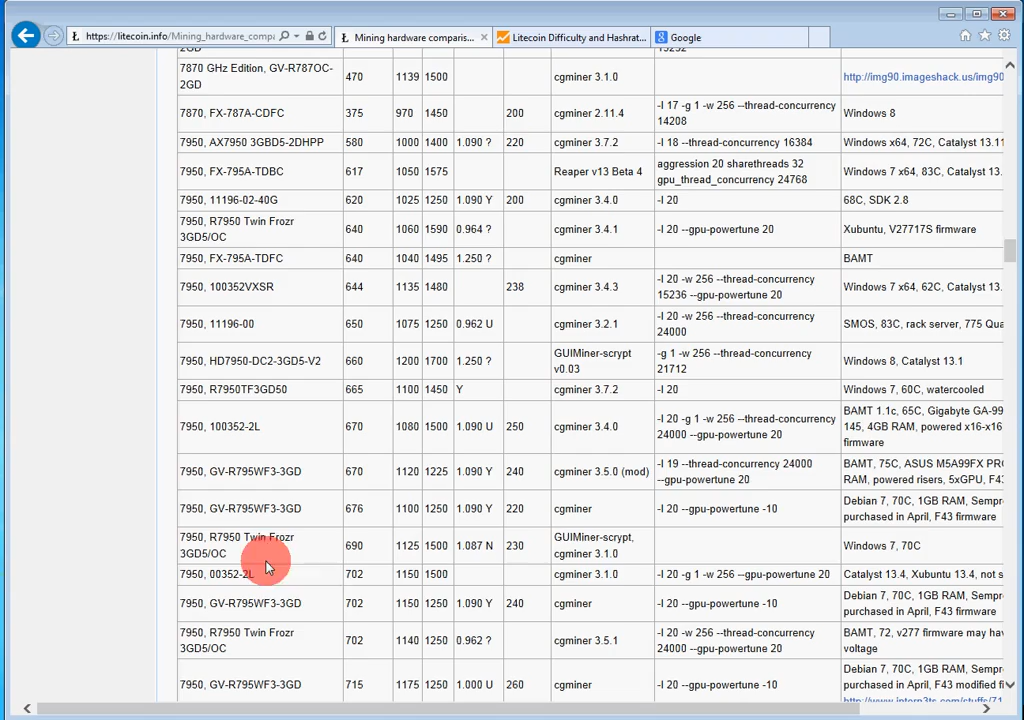 https://litecoin.info/Mining_hardware_compa
Mining hardware comparis...
Litecoin Difficulty and Hashrat...
Google
2GD
7870 GHz Edition, GV-R787OC-
2GD
470 1139 1500 cgminer 3.1.0 http://img90.imageshack.us/img90
7870, FX-787A-CDFC 375 970 1450 200 cgminer 2.11.4 -I 17 -g 1 -w 256 --thread-concurrency
14208
Windows 8
7950, AX7950 3GBD5-2DHPP 580 1000 1400 1.090 ? 220 cgminer 3.7.2 -I 18 --thread-concurrency 16384 Windows x64, 72C, Catalyst 13.11
7950, FX-795A-TDBC 617 1050 1575 Reaper v13 Beta 4 aggression 20 sharethreads 32
gpu_thread_concurrency 24768
Windows 7 x64, 83C, Catalyst 13.
7950, 11196-02-40G 620 1025 1250 1.090 Y 200 cgminer 3.4.0 -I 20 68C, SDK 2.8
7950, R7950 Twin Frozr
3GD5/OC
640 1060 1590 0.964 ? cgminer 3.4.1 -I 20 --gpu-powertune 20 Xubuntu, V27717S firmware
7950, FX-795A-TDFC 640 1040 1495 1.250 ? cgminer BAMT
7950, 100352VXSR 644 1135 1480 238 cgminer 3.4.3 -I 20 -w 256 --thread-concurrency
15236 --gpu-powertune 20
Windows 7 x64, 62C, Catalyst 13.
7950, 11196-00 650 1075 1250 0.962 U cgminer 3.2.1 -I 20 -w 256 --thread-concurrency
24000
SMOS, 83C, rack server, 775 Qua
7950, HD7950-DC2-3GD5-V2 660 1200 1700 1.250 ? GUIMiner-scrypt
v0.03
-g 1 -w 256 --thread-concurrency
21712
Windows 8, Catalyst 13.1
7950, R7950TF3GD50 665 1100 1450 Y cgminer 3.7.2 -I 20 Windows 7, 60C, watercooled
7950, 100352-2L 670 1080 1500 1.090 U 250 cgminer 3.4.0 -I 20 -g 1 -w 256 --thread-concurrency
24000 --gpu-powertune 20
BAMT 1.1c, 65C, Gigabyte GA-99
145, 4GB RAM, powered x16-x16
firmware
7950, GV-R795WF3-3GD 670 1120 1225 1.090 Y 240 cgminer 3.5.0 (mod) -I 19 --thread-concurrency 24000
--gpu-powertune 20
BAMT, 75C, ASUS M5A99FX PRO
RAM, powered risers, 5xGPU, F43
7950, GV-R795WF3-3GD 676 1100 1250 1.090 Y 220 cgminer -I 20 --gpu-powertune -10 Debian 7, 70C, 1GB RAM, Sempr
purchased in April, F43 firmware
7950, R7950 Twin Frozr
3GD5/OC
690 1125 1500 1.087 N 230 GUIMiner-scrypt,
cgminer 3.1.0
Windows 7, 70C
7950, 00352-2L 702 1150 1500 cgminer 3.1.0 -I 20 -g 1 -w 256 --gpu-powertune 20 Catalyst 13.4, Xubuntu 13.4, not s
7950, GV-R795WF3-3GD 702 1150 1250 1.090 Y 240 cgminer -I 20 --gpu-powertune -10 Debian 7, 70C, 1GB RAM, Sempr
purchased in April, F43 firmware
7950, R7950 Twin Frozr
3GD5/OC
702 1140 1250 0.962 ? cgminer 3.5.1 -I 20 -w 256 --thread-concurrency
24000 --gpu-powertune 20
BAMT, 72, v277 firmware may hav
voltage
7950, GV-R795WF3-3GD 715 1175 1250 1.000 U 260 cgminer -I 20 --gpu-powertune -10 Debian 7, 70C, 1GB RAM, Sempr
purchased in April, F43 modified fi